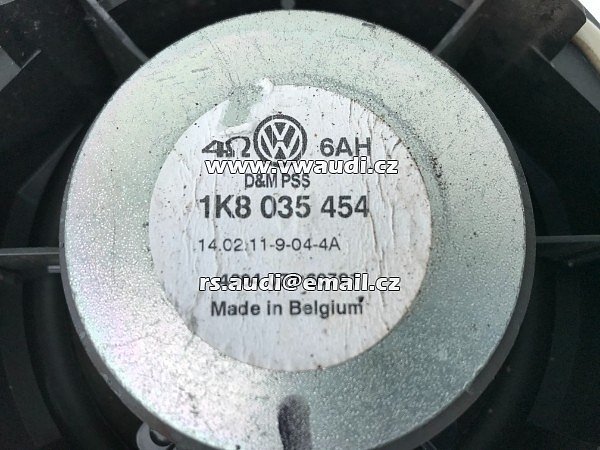 4Ω VW 6AH
www.vwaudi.cz
D&M PSS
1K8 035 454
14.02.11-9-04-4A
rs.audi@email.cz
Made in Belgium